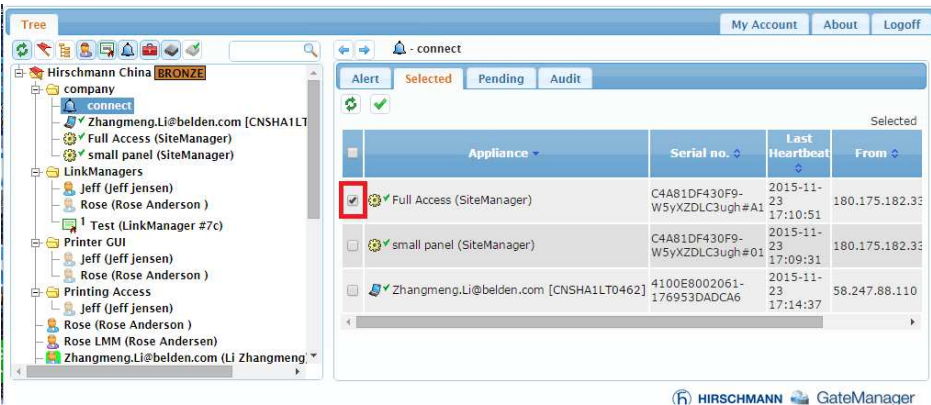 Tree
My Account About Logoff
- connect
Hirschmann China BRONZE
company
connect
Zhangmeng.Li@belden.com [CNSHA1LT
Full Access (SiteManager)
small panel (SiteManager)
LinkManagers
Jeff (Jeff jensen)
Rose (Rose Anderson )
1 Test (LinkManager #7c)
Printer GUI
Jeff (Jeff jensen)
Rose (Rose Anderson )
Printing Access
Jeff (Jeff jensen)
Rose (Rose Anderson )
Rose LMM (Rose Andersen)
Zhangmeng.Li@belden.com (Li Zhangmeng)
Alert Selected Pending Audit
Selected
Appliance Serial no. Last Heartbeat From
Full Access (SiteManager) C4A81DF430F9-W5yXZDLC3ugh#A1 2015-11-23 17:10:51 180.175.182.33
small panel (SiteManager) C4A81DF430F9-W5yXZDLC3ugh#01 2015-11-23 17:09:31 180.175.182.33
Zhangmeng.Li@belden.com [CNSHA1LT0462] 4100E8002061-176953DADCA6 2015-11-23 17:14:37 58.247.88.110
HIRSCHMANN GateManager